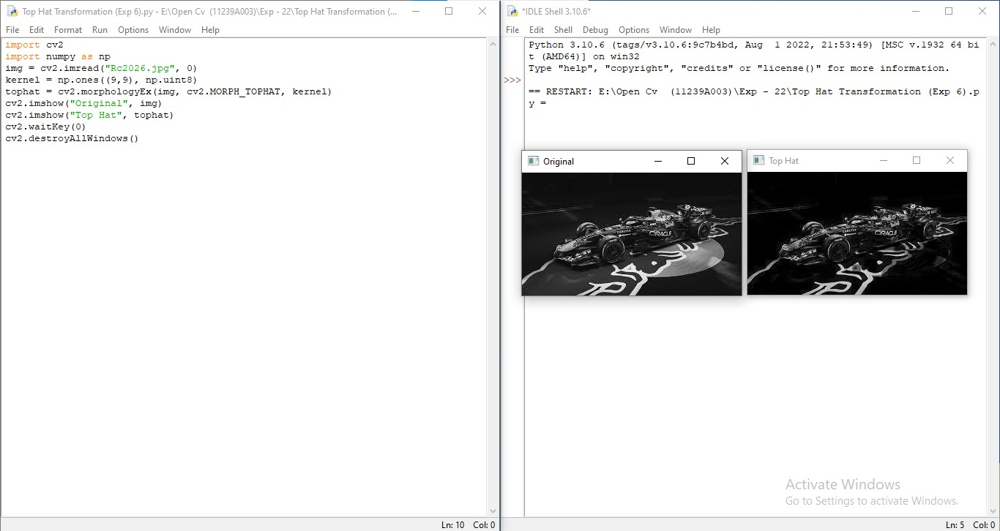 Top Hat Transformation (Exp 6).py - E:\Open Cv  (11239A003)\Exp - 22\Top Hat Transformation (...
File Edit Format Run Options Window Help
import cv2
import numpy as np
img = cv2.imread("Rc2026.jpg", 0)
kernel = np.ones((9,9), np.uint8)
tophat = cv2.morphologyEx(img, cv2.MORPH_TOPHAT, kernel)
cv2.imshow("Original", img)
cv2.imshow("Top Hat", tophat)
cv2.waitKey(0)
cv2.destroyAllWindows()
Ln: 10 Col: 0
*IDLE Shell 3.10.6*
File Edit Shell Debug Options Window Help
Python 3.10.6 (tags/v3.10.6:9c7b4bd, Aug  1 2022, 21:53:49) [MSC v.1932 64 bi
t (AMD64)] on win32
Type "help", "copyright", "credits" or "license()" for more information.
>>>
== RESTART: E:\Open Cv  (11239A003)\Exp - 22\Top Hat Transformation (Exp 6).p
y =
Original
ORACLE
Top Hat
ORACLE
Activate Windows
Go to Settings to activate Windows.
Ln: 5 Col: 0